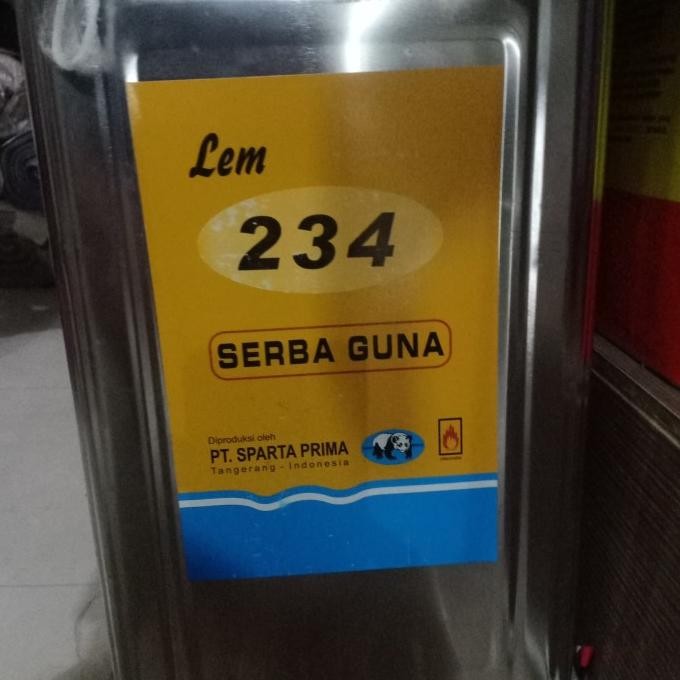 Lem
234
SERBA GUNA
Diproduksi oleh
PT. SPARTA PRIMA
Tangerang - Indonesia